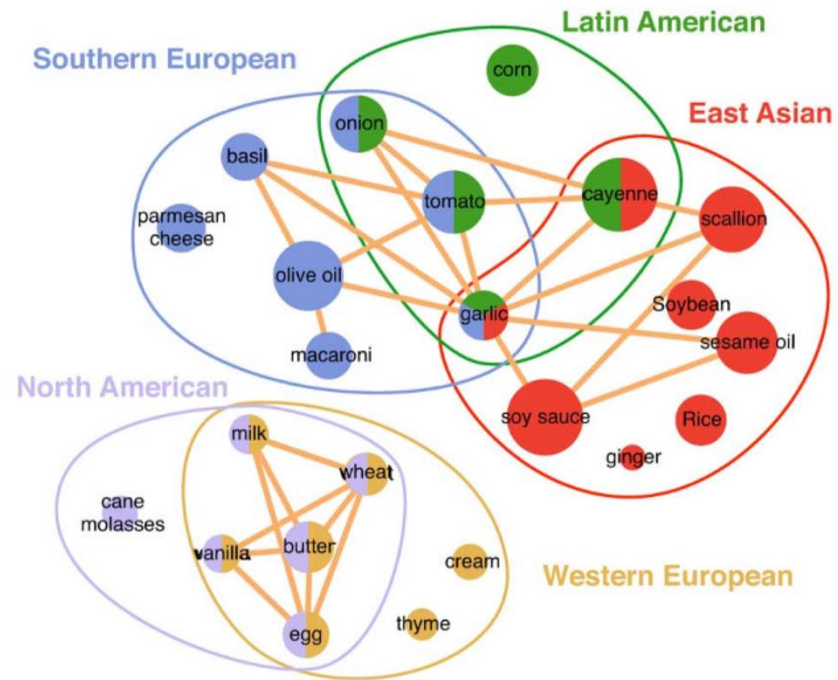 Latin American
Southern European
corn
East Asian
onion
basil
cayenne
tomato
scallion
parmesan
cheese
olive oil
Soybean
garlic
sesame oil
macaroni
North American
soy sauce
Rice
milk
ginger
wheat
cane
molasses
vanilla
butter
cream
Western European
thyme
egg